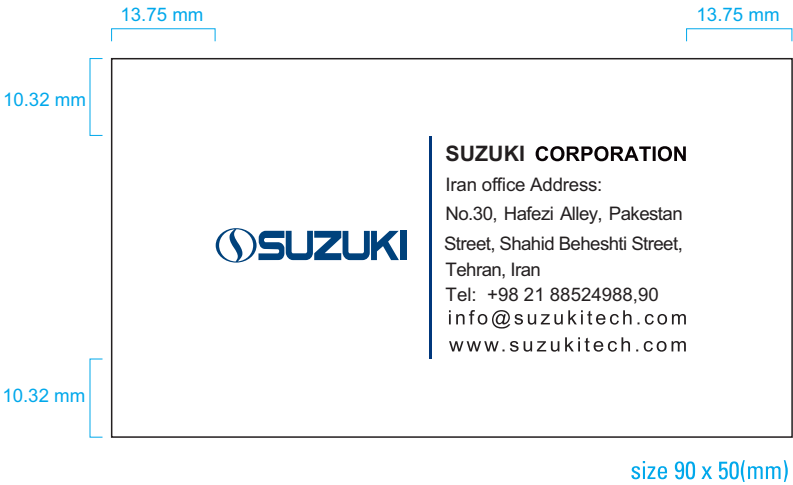 13.75 mm
13.75 mm
10.32 mm
SUZUKI
SUZUKI CORPORATION
Iran office Address:
No.30, Hafezi Alley, Pakestan
Street, Shahid Beheshti Street,
Tehran, Iran
Tel: +98 21 88524988,90
info@suzukitech.com
www.suzukitech.com
10.32 mm
size 90 x 50(mm)